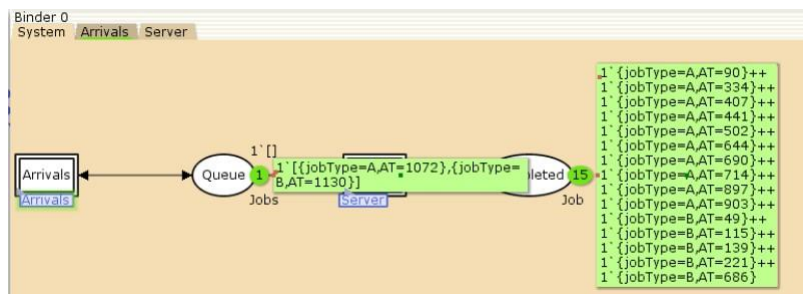 Binder 0
System Arrivals Server
1`[]
Arrivals
Arrivals
Queue
1
Jobs
1`[{jobType=A,AT=1072},{jobType=
B,AT=1130}]
Server
leted
15
Job
1`{jobType=A,AT=90}++
1`{jobType=A,AT=334}++
1`{jobType=A,AT=407}++
1`{jobType=A,AT=441}++
1`{jobType=A,AT=502}++
1`{jobType=A,AT=644}++
1`{jobType=A,AT=690}++
1`{jobType=A,AT=714}++
1`{jobType=A,AT=897}++
1`{jobType=A,AT=903}++
1`{jobType=B,AT=49}++
1`{jobType=B,AT=115}++
1`{jobType=B,AT=139}++
1`{jobType=B,AT=221}++
1`{jobType=B,AT=686}